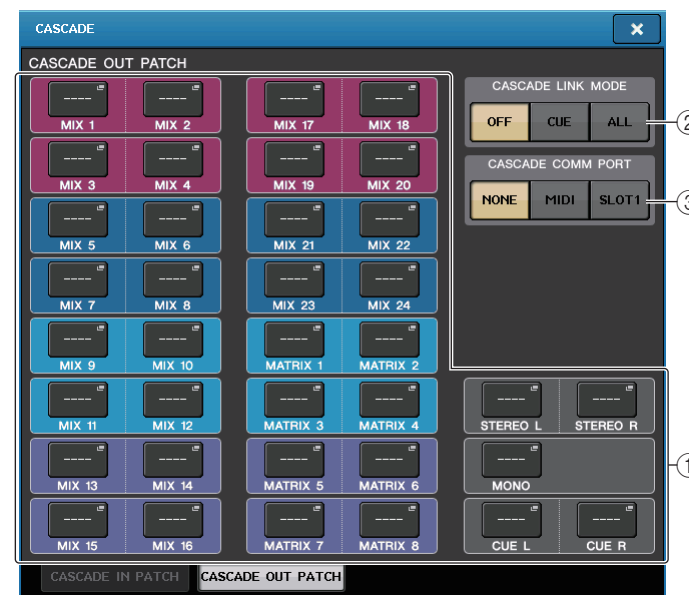 CASCADE
CASCADE OUT PATCH
---- ---- ---- ----
MIX 1 MIX 2 MIX 17 MIX 18
---- ---- ---- ----
MIX 3 MIX 4 MIX 19 MIX 20
---- ---- ---- ----
MIX 5 MIX 6 MIX 21 MIX 22
---- ---- ---- ----
MIX 7 MIX 8 MIX 23 MIX 24
---- ---- ---- ----
MIX 9 MIX 10 MATRIX 1 MATRIX 2
---- ---- ---- ----
MIX 11 MIX 12 MATRIX 3 MATRIX 4
---- ---- ---- ----
MIX 13 MIX 14 MATRIX 5 MATRIX 6
---- ---- ---- ----
MIX 15 MIX 16 MATRIX 7 MATRIX 8
CASCADE LINK MODE
OFF CUE ALL
②
CASCADE COMM PORT
NONE MIDI SLOT1
③
---- ----
STEREO L STEREO R
----
MONO
①
---- ----
CUE L CUE R
CASCADE IN PATCH CASCADE OUT PATCH